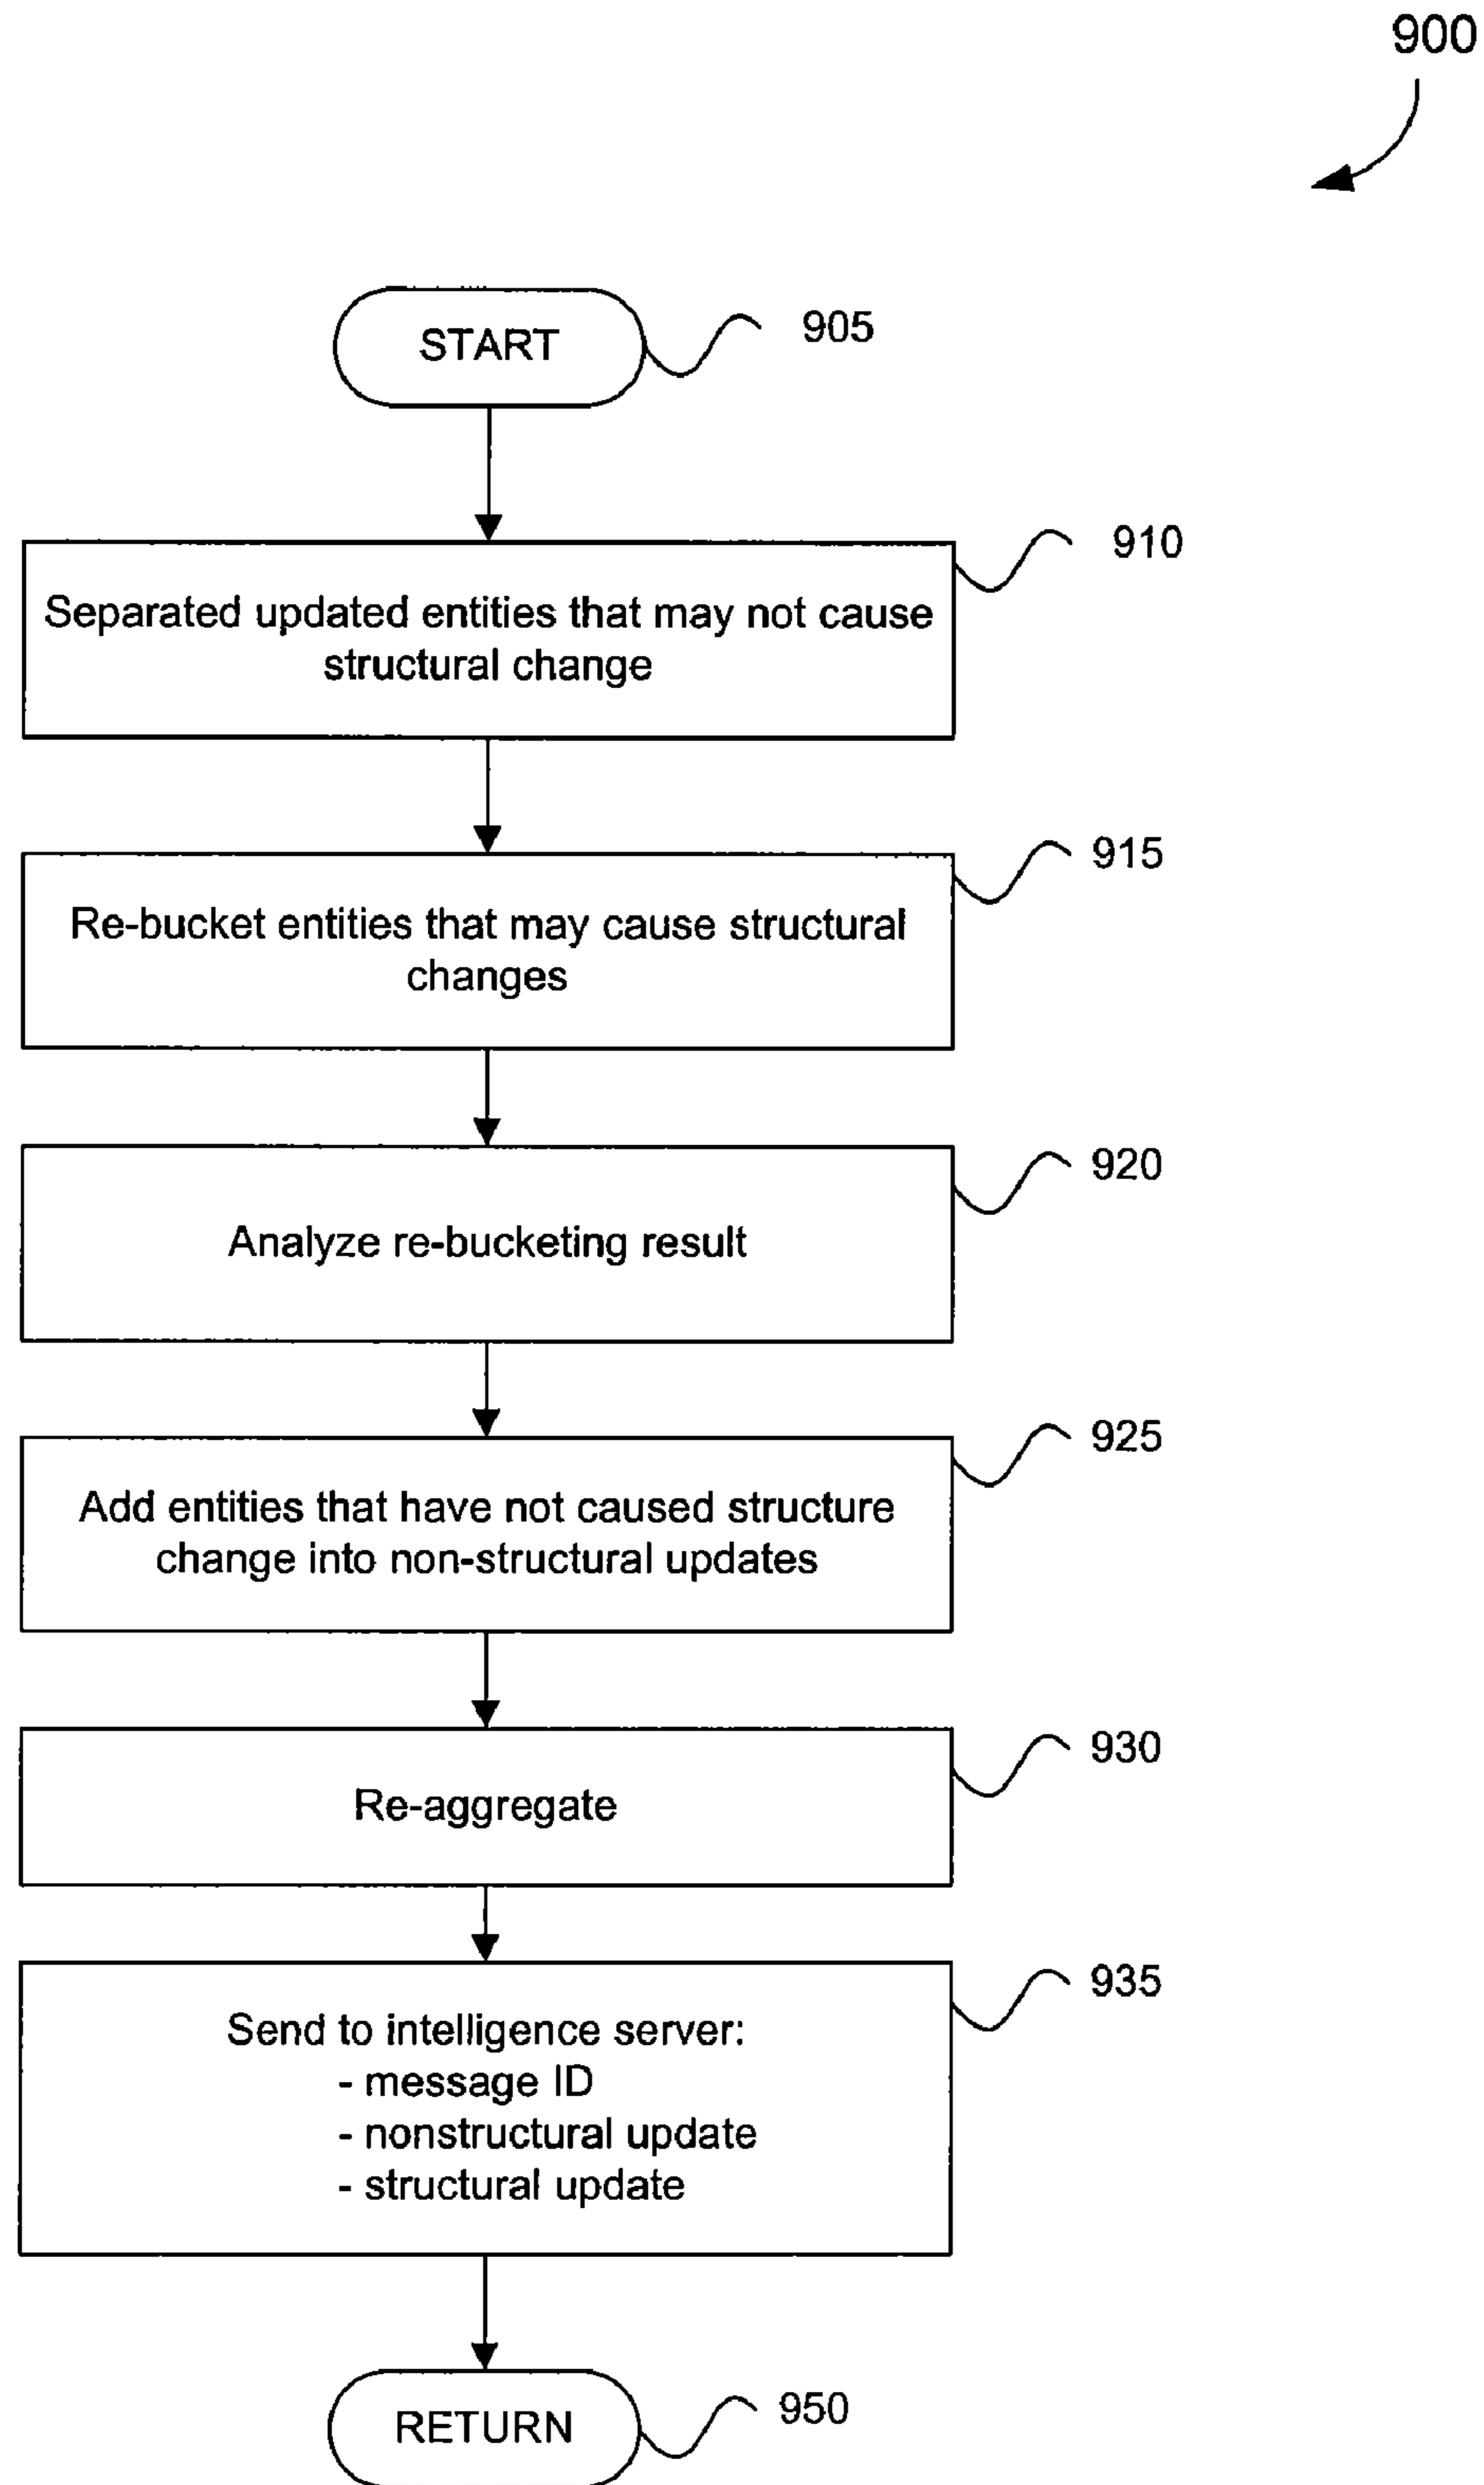 900
START
905
910
Separated updated entities that may not cause
structural change
915
Re-bucket entities that may cause structural
changes
920
Analyze re-bucketing result
925
Add entities that have not caused structure
change into non-structural updates
930
Re-aggregate
935
Send to intelligence server:
- message ID
- nonstructural update
- structural update
RETURN
950